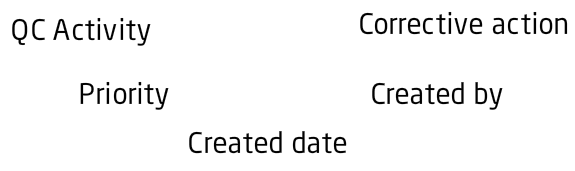 QC Activity
Corrective action
Priority
Created by
Created date